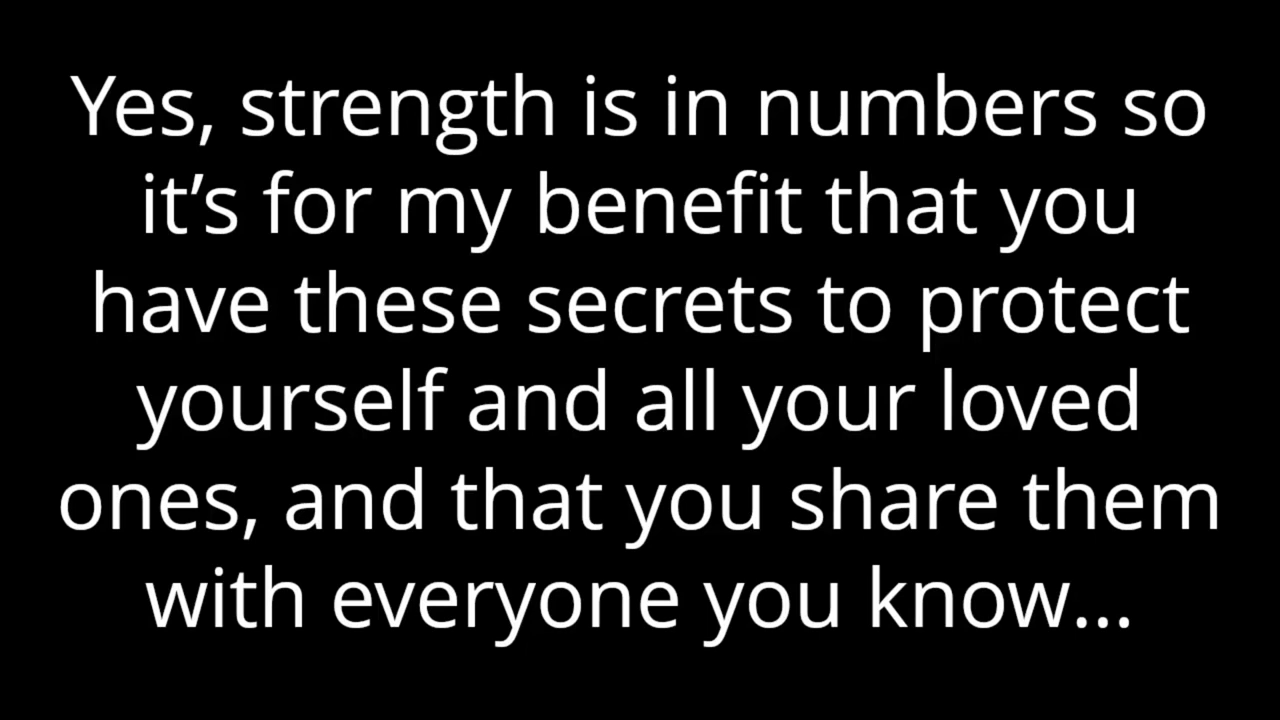 Yes, strength is in numbers so
it’s for my benefit that you
have these secrets to protect
yourself and all your loved
ones, and that you share them
with everyone you know...